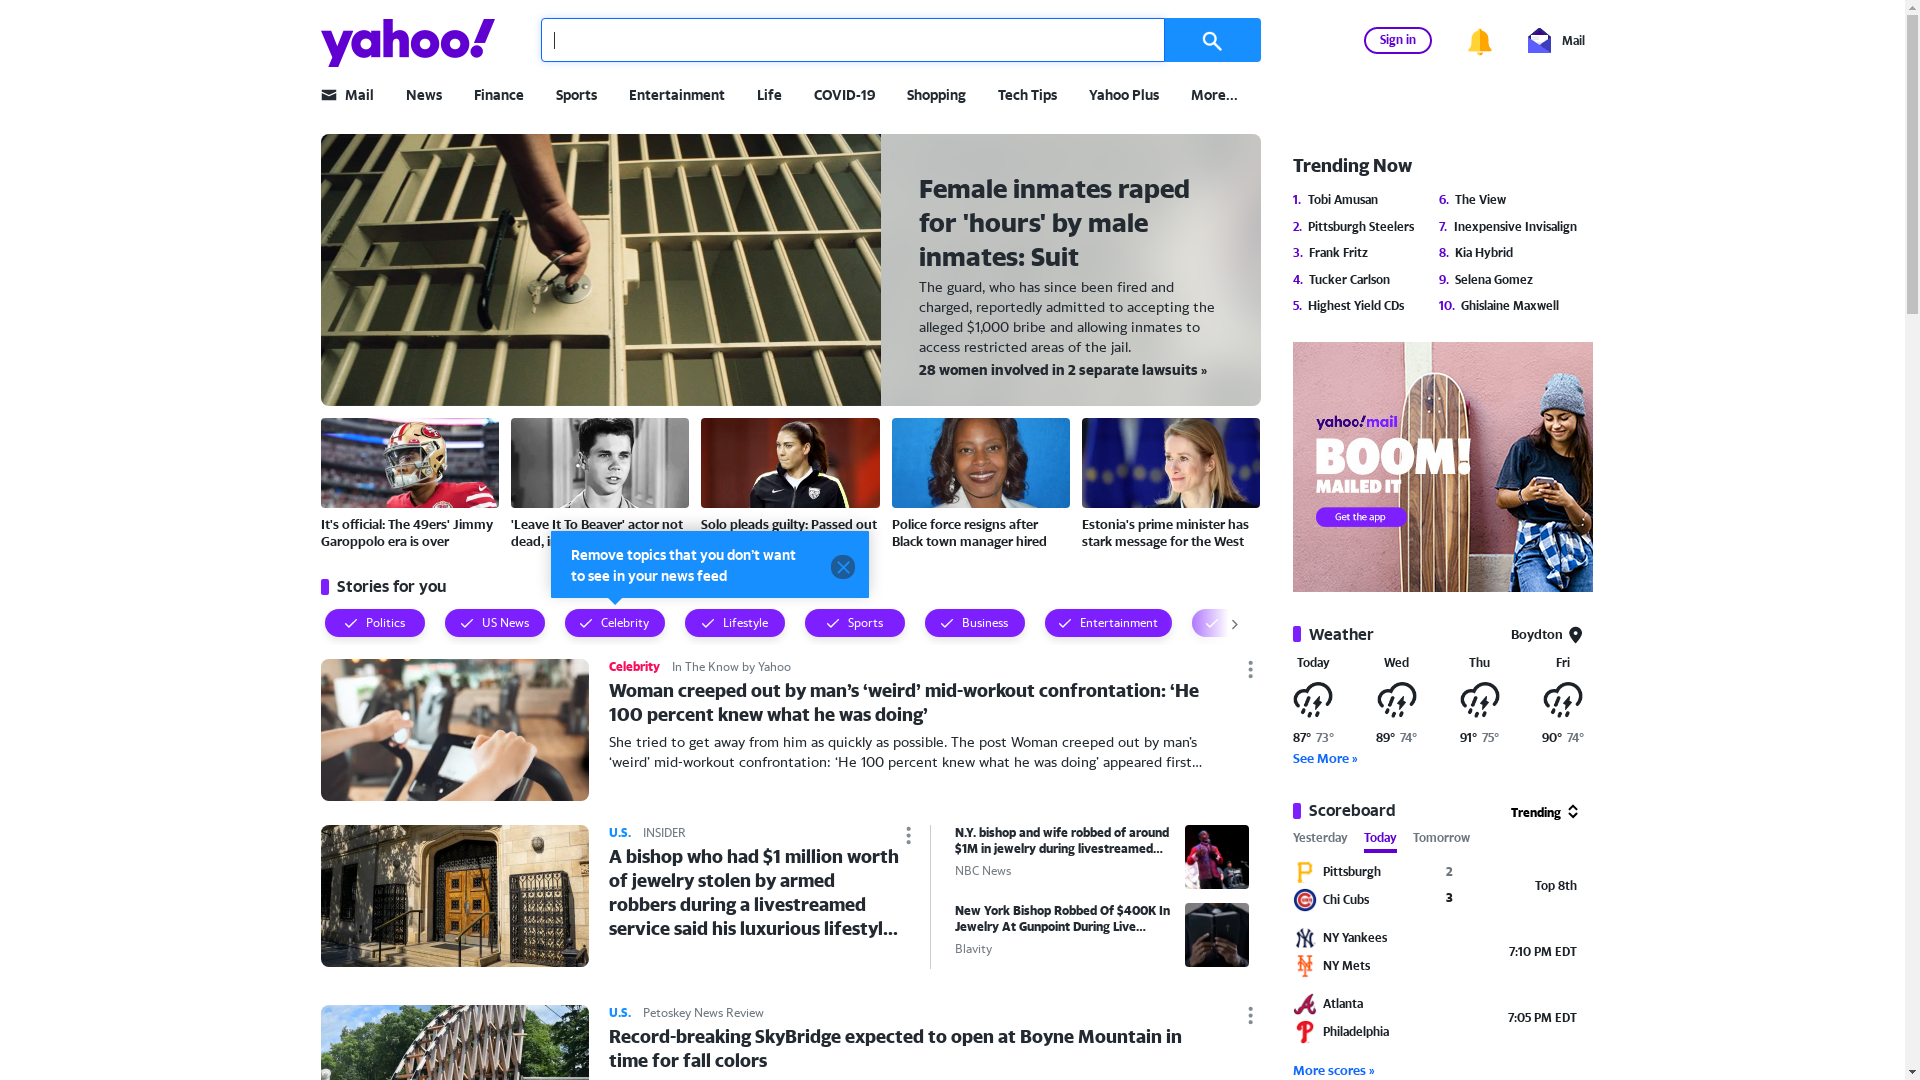 yahoo!
Sign in
Mail
Mail
News
Finance
Sports
Entertainment
Life
COVID-19
Shopping
Tech Tips
Yahoo Plus
More...
Female inmates raped
for 'hours' by male
inmates: Suit
The guard, who has since been fired and
charged, reportedly admitted to accepting the
alleged $1,000 bribe and allowing inmates to
access restricted areas of the jail.
28 women involved in 2 separate lawsuits »
It's official: The 49ers' Jimmy
Garoppolo era is over
'Leave It To Beaver' actor not
dead, i
Solo pleads guilty: Passed out
Police force resigns after
Black town manager hired
Estonia's prime minister has
stark message for the West
Remove topics that you don't want
to see in your news feed
Stories for you
Politics
US News
Celebrity
Lifestyle
Sports
Business
Entertainment
Celebrity
In The Know by Yahoo
Woman creeped out by man’s ‘weird’ mid-workout confrontation: ‘He
100 percent knew what he was doing’
She tried to get away from him as quickly as possible. The post Woman creeped out by man’s
‘weird’ mid-workout confrontation: ‘He 100 percent knew what he was doing’ appeared first...
U.S.
INSIDER
A bishop who had $1 million worth
of jewelry stolen by armed
robbers during a livestreamed
service said his luxurious lifestyl...
N.Y. bishop and wife robbed of around
$1M in jewelry during livestreamed...
NBC News
New York Bishop Robbed Of $400K In
Jewelry At Gunpoint During Live...
Blavity
U.S.
Petoskey News Review
Record-breaking SkyBridge expected to open at Boyne Mountain in
time for fall colors
Trending Now
1. Tobi Amusan
2. Pittsburgh Steelers
3. Frank Fritz
4. Tucker Carlson
5. Highest Yield CDs
6. The View
7. Inexpensive Invisalign
8. Kia Hybrid
9. Selena Gomez
10. Ghislaine Maxwell
yahoo!mail
BOOM!
MAILED IT
Get the app
Weather
Boydton
Today
Wed
Thu
Fri
87° 73°
89° 74°
91° 75°
90° 74°
See More »
Scoreboard
Trending
Yesterday
Today
Tomorrow
Pittsburgh 2
Chi Cubs 3
Top 8th
NY Yankees
NY Mets
7:10 PM EDT
Atlanta
Philadelphia
7:05 PM EDT
More scores »